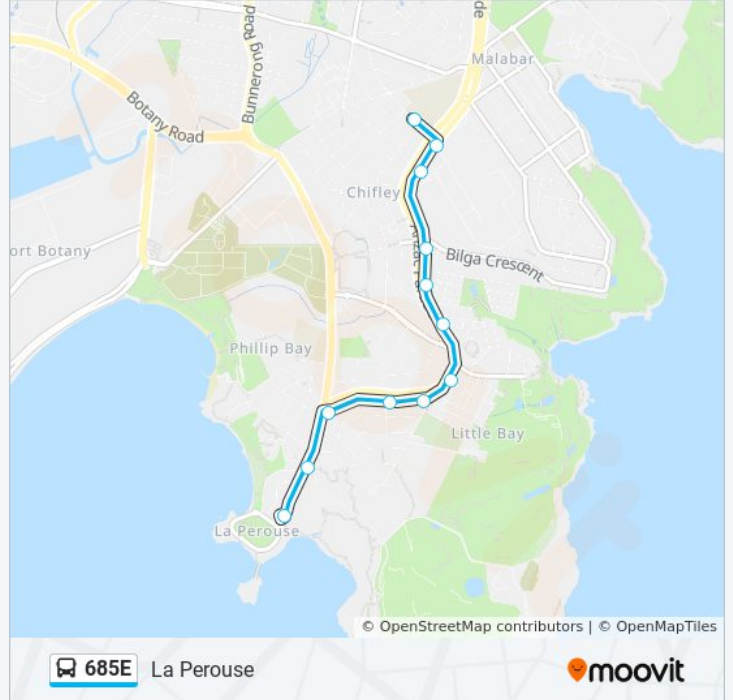 de
Malabar
Bunnerong Road
Botany Road
Chifley
ort Botany
Bilga Crescent
Phillip Bay
Little Bay
La Perouse
© OpenStreetMap contributors | © OpenMapTiles
685E La Perouse
moovit